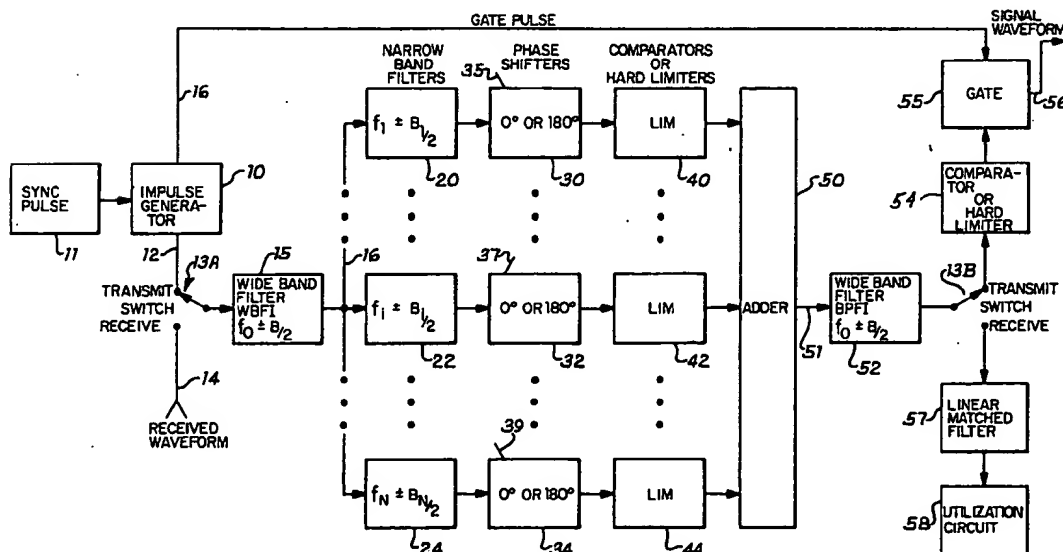 GATE PULSE
SIGNAL
WAVEFORM
NARROW
BAND
FILTERS
PHASE
SHIFTERS
COMPARATORS
OR
HARD LIMITERS
16
35
55
GATE
56
f1 ± B1/2
0° OR 180°
LIM
20
30
40
50
10
SYNC
PULSE
IMPULSE
GENERA-
TOR
54
COMPARA-
TOR
OR
HARD
LIMITER
11
12
13A
15
16
37
13B
TRANSMIT
SWITCH
RECEIVE
WIDE BAND
FILTER
WBFI
fo ± B/2
fi ± Bi/2
0° OR 180°
LIM
ADDER
WIDE BAND
FILTER
BPFI
fo ± B/2
TRANSMIT
SWITCH
RECEIVE
22
32
42
51
52
14
RECEIVED
WAVEFORM
39
57
LINEAR
MATCHED
FILTER
fN ± BN/2
0° OR 180°
LIM
24
34
44
58
UTILIZATION
CIRCUIT